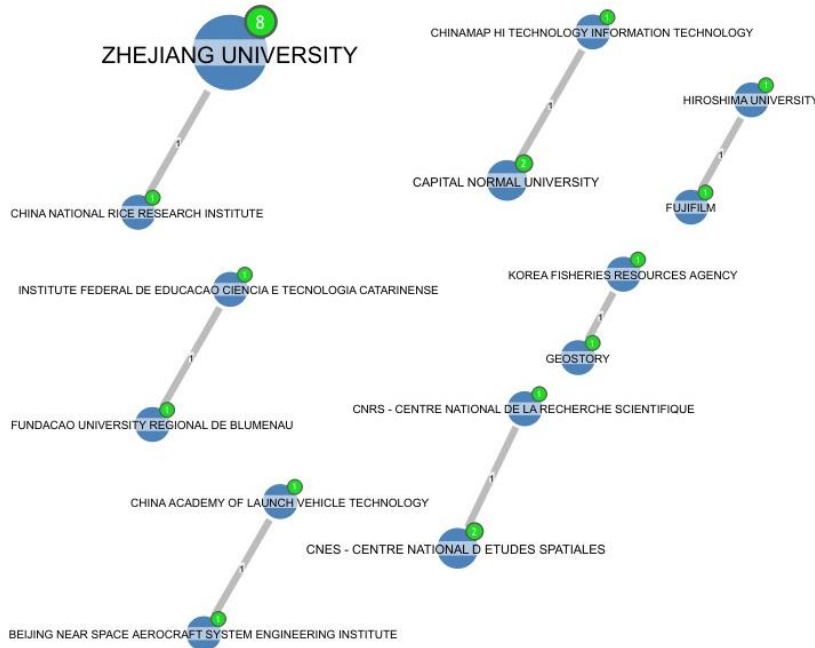 8
ZHEJIANG UNIVERSITY
1
1
CHINA NATIONAL RICE RESEARCH INSTITUTE
1
CHINAMAP HI TECHNOLOGY INFORMATION TECHNOLOGY
1
2
CAPITAL NORMAL UNIVERSITY
1
HIROSHIMA UNIVERSITY
1
1
FUJIFILM
1
INSTITUTE FEDERAL DE EDUCACAO CIENCIA E TECNOLOGIA CATARINENSE
1
1
FUNDACAO UNIVERSITY REGIONAL DE BLUMENAU
1
KOREA FISHERIES RESOURCES AGENCY
1
1
GEOSTORY
1
CNRS - CENTRE NATIONAL DE LA RECHERCHE SCIENTIFIQUE
1
2
CNES - CENTRE NATIONAL D ETUDES SPATIALES
1
CHINA ACADEMY OF LAUNCH VEHICLE TECHNOLOGY
1
1
BEIJING NEAR SPACE AEROCRAFT SYSTEM ENGINEERING INSTITUTE